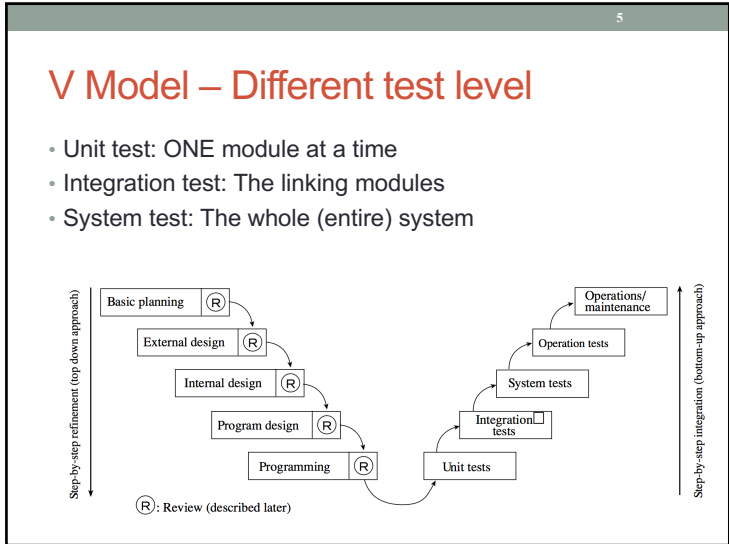 5
V Model – Different test level
• Unit test: ONE module at a time
• Integration test: The linking modules
• System test: The whole (entire) system
Step-by-step refinement (top down approach)
Basic planning R
External design R
Internal design R
Program design R
Programming R
R : Review (described later)
Operations/
maintenance
Operation tests
System tests
Integration
tests
Unit tests
Step-by-step integration (bottom-up approach)